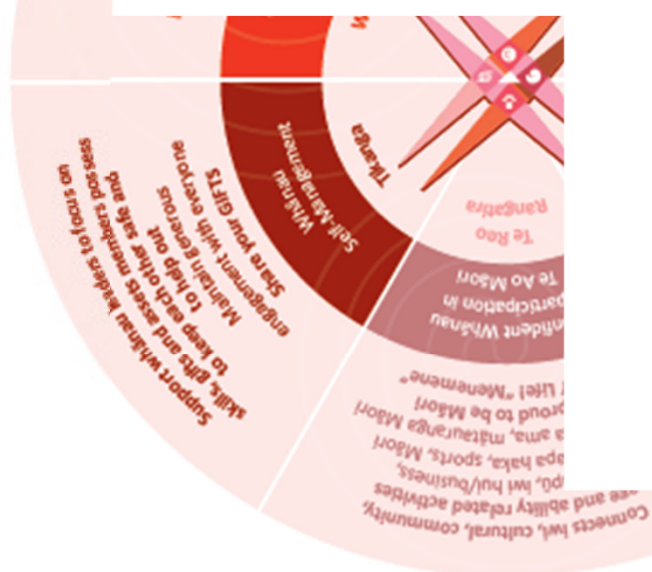 Support whānau leaders to focus on
skills, gifts and assets members possess
to keep each other safe and
to help out
Maintain generous
engagement with everyone
Share your GIFTS
Whānau
Self-Management
Tikanga
Connects iwi, cultural, community,
and ability related activities
iwi hui/business,
haka, sports, Māori
ama, mātauranga Māori
proud to be Māori
Life! "Menemene"
Whānau
participation in
Te Ao Māori
Te Reo
Rangatira